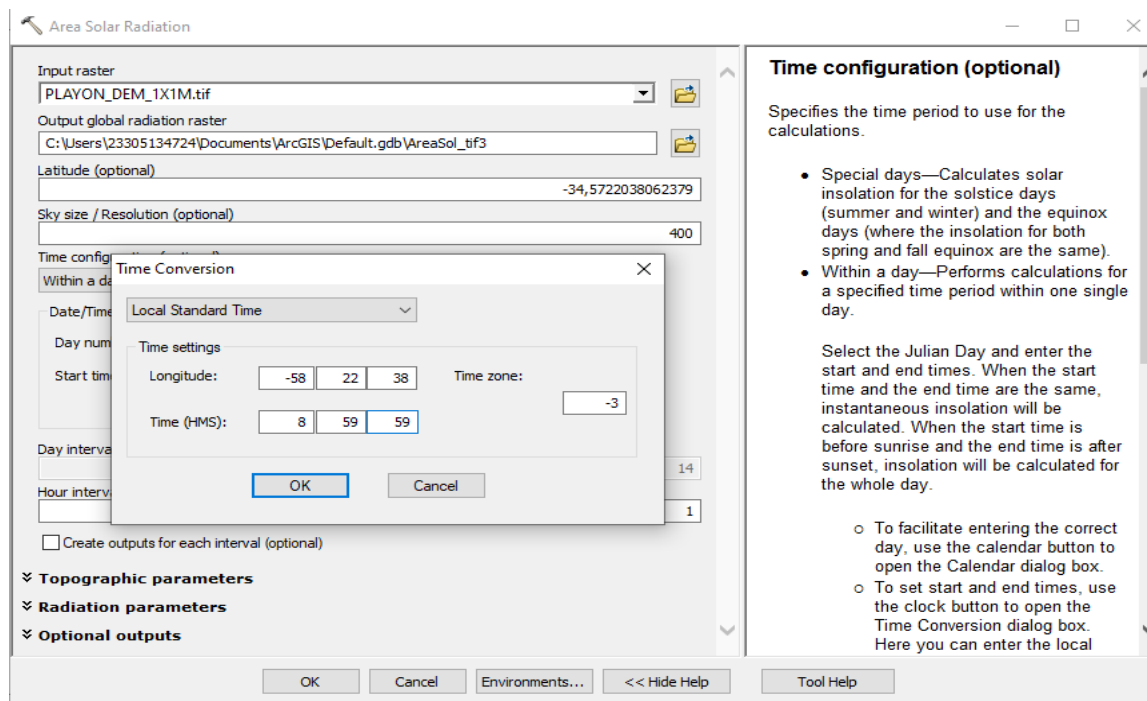 Area Solar Radiation
Input raster
PLAYON_DEM_1X1M.tif
Output global radiation raster
C:\Users\23305134724\Documents\ArcGIS\Default.gdb\AreaSol_tif3
Latitude (optional)
-34,5722038062379
Sky size / Resolution (optional)
400
Time configuration (optional)
Within a da
Date/Time
Day num
Start tim
Time Conversion
Local Standard Time
Time settings
Longitude: -58 22 38 Time zone:
-3
Time (HMS): 8 59 59
OK Cancel
Day interva
14
Hour interv
1
Create outputs for each interval (optional)
Topographic parameters
Radiation parameters
Optional outputs
OK Cancel Environments... << Hide Help Tool Help
Time configuration (optional)
Specifies the time period to use for the
calculations.
• Special days—Calculates solar
insolation for the solstice days
(summer and winter) and the equinox
days (where the insolation for both
spring and fall equinox are the same).
• Within a day—Performs calculations for
a specified time period within one single
day.
Select the Julian Day and enter the
start and end times. When the start
time and the end time are the same,
instantaneous insolation will be
calculated. When the start time is
before sunrise and the end time is after
sunset, insolation will be calculated for
the whole day.
o To facilitate entering the correct
day, use the calendar button to
open the Calendar dialog box.
o To set start and end times, use
the clock button to open the
Time Conversion dialog box.
Here you can enter the local